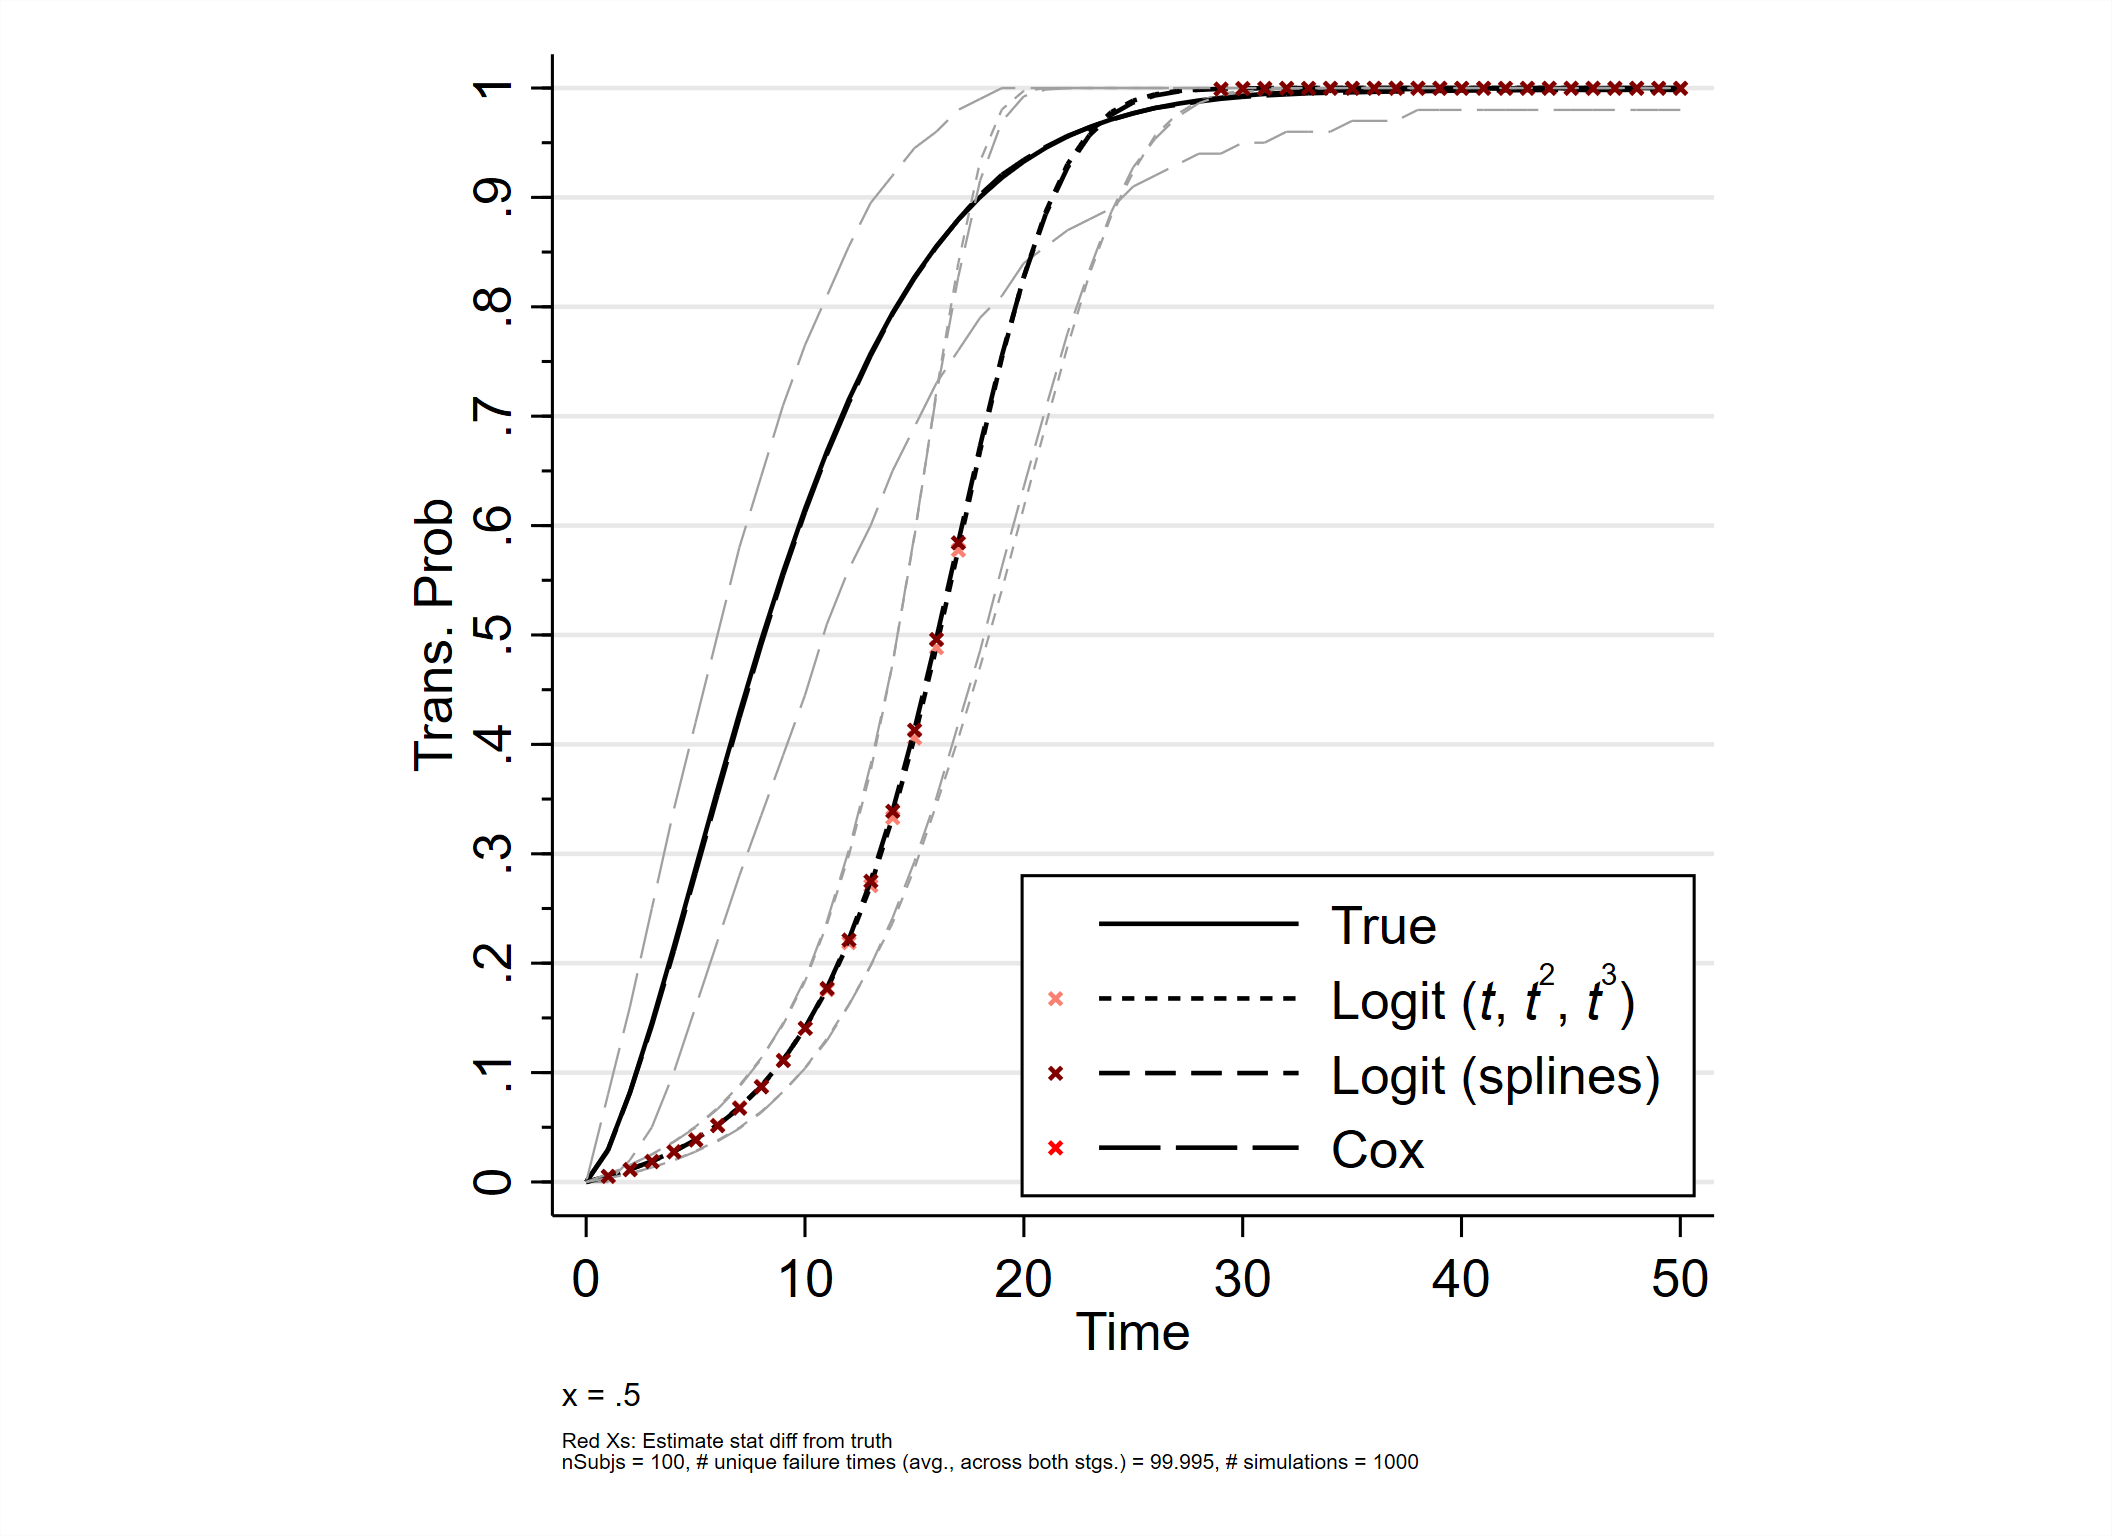 1
.9
.8
.7
.6
.5
.4
.3
.2
.1
0
Trans. Prob
True
Logit (t, t², t³)
Logit (splines)
Cox
0 10 20 30 40 50
Time
x = .5
Red Xs: Estimate stat diff from truth
nSubjs = 100, # unique failure times (avg., across both stgs.) = 99.995, # simulations = 1000